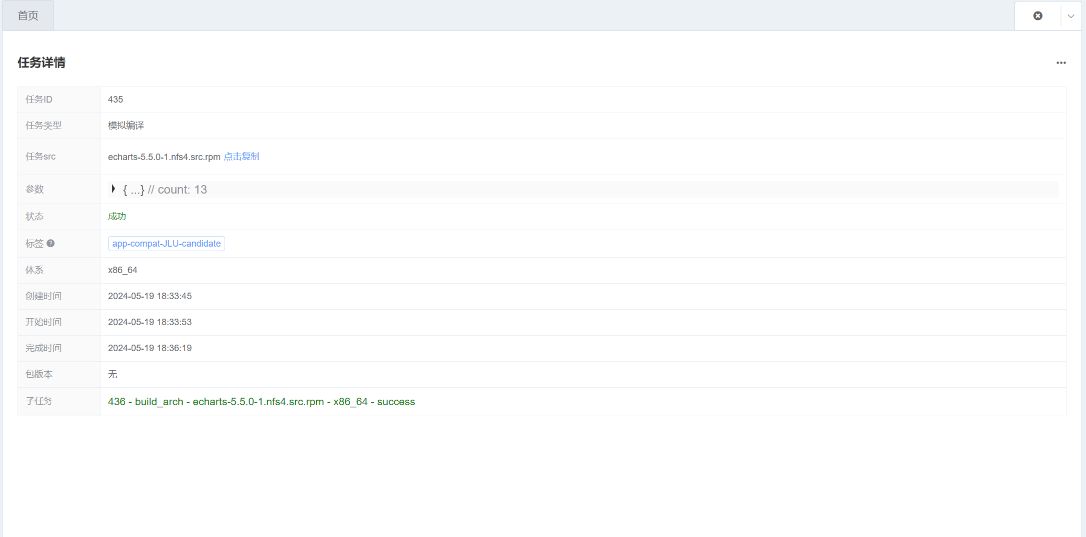 首页
任务详情
任务ID 435
任务类型 模拟编译
任务src echarts-5.5.0-1.nfs4.src.rpm 点击复制
参数 { ...} // count: 13
状态 成功
标签 app-compat-JLU-candidate
体系 x86_64
创建时间 2024-05-19 18:33:45
开始时间 2024-05-19 18:33:53
完成时间 2024-05-19 18:36:19
包版本 无
子任务 436 - build_arch - echarts-5.5.0-1.nfs4.src.rpm - x86_64 - success